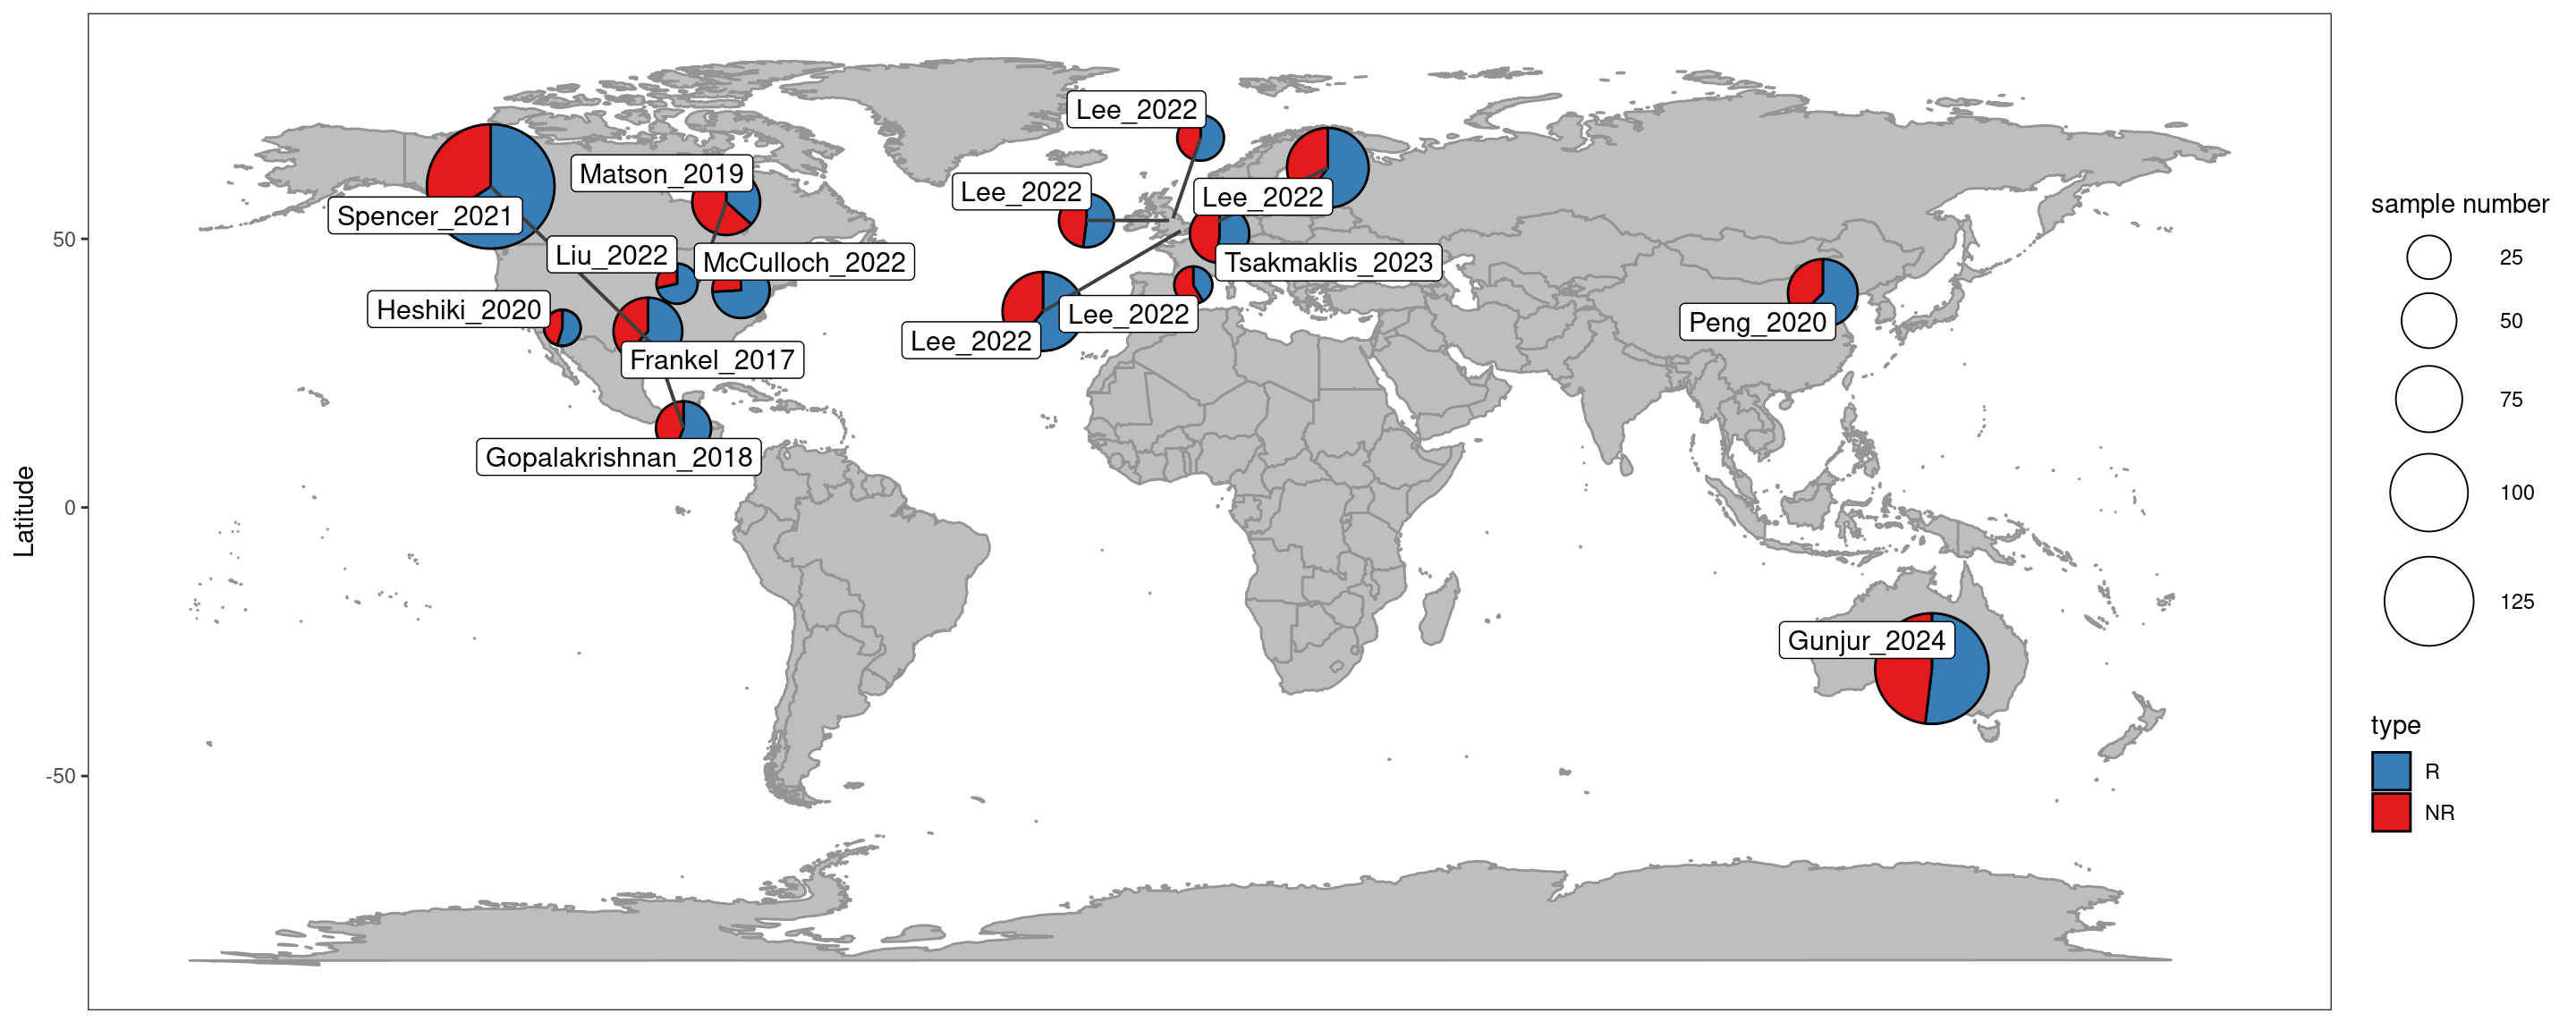 Lee_2022
Matson_2019
Lee_2022
Lee_2022
Spencer_2021
Liu_2022
McCulloch_2022
Tsakmaklis_2023
Heshiki_2020
Lee_2022
Peng_2020
Lee_2022
Frankel_2017
Gopalakrishnan_2018
Gunjur_2024
Latitude
50
0
-50
sample number
25
50
75
100
125
type
R
NR